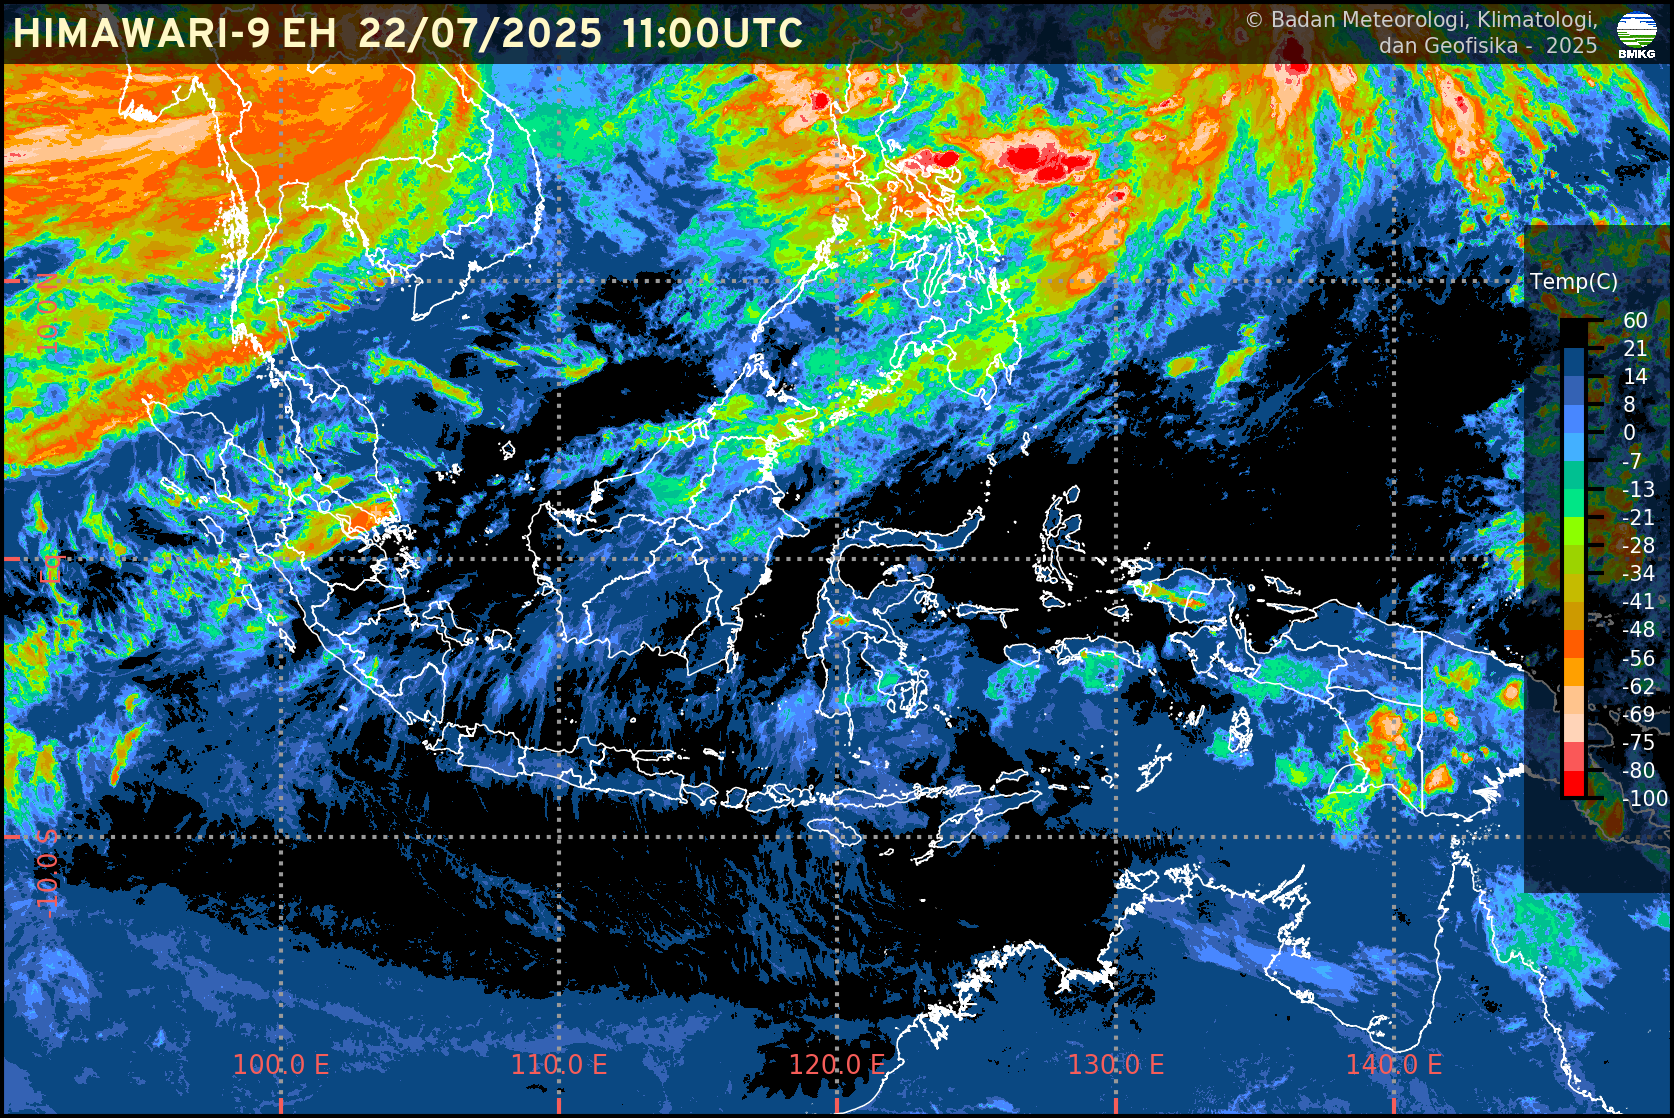 HIMAWARI-9 EH 22/07/2025 11:00UTC
© Badan Meteorologi, Klimatologi,
dan Geofisika - 2025
BMKG
Temp(C)
60
21
14
8
0
-7
-13
-21
-28
-34
-41
-48
-56
-62
-69
-75
-80
-100
10.0 N
EQ
-10.0 S
100.0 E
110.0 E
120.0 E
130.0 E
140.0 E